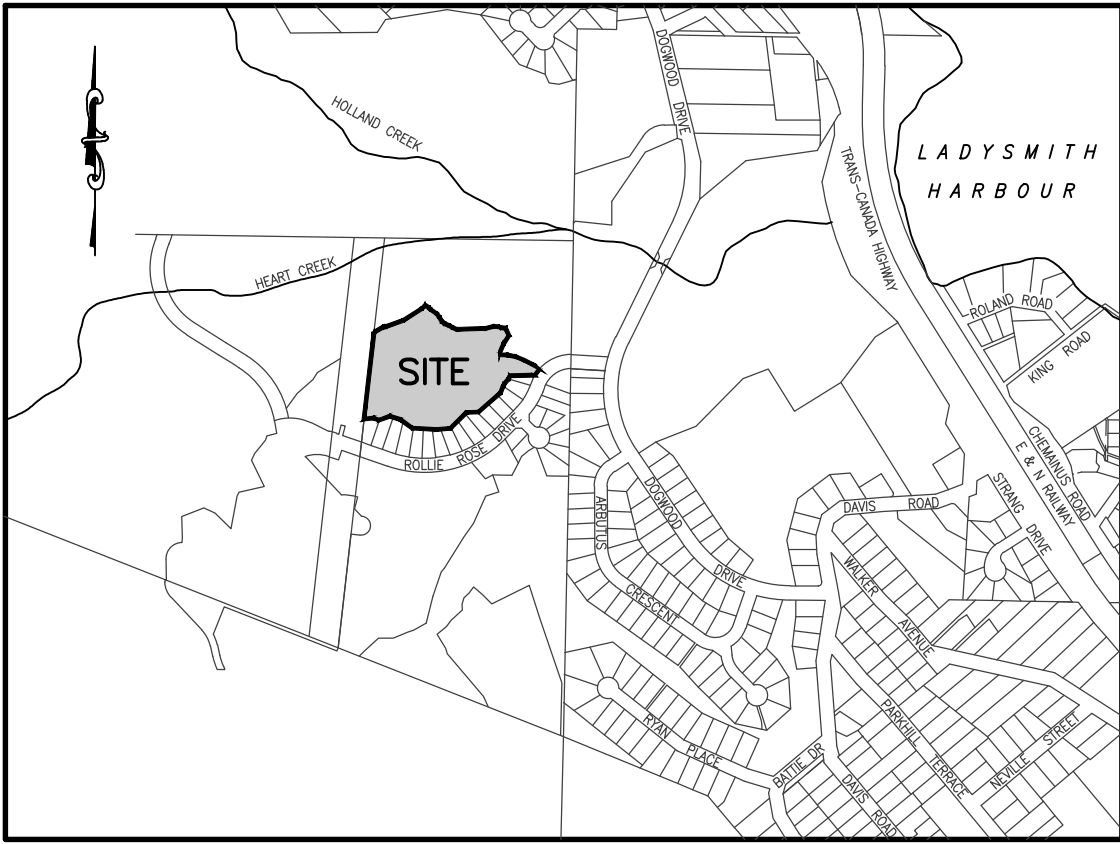 DOGWOOD DRIVE
HOLLAND CREEK
LADYSMITH
HARBOUR
TRANS-CANADA HIGHWAY
HEART CREEK
ROLAND ROAD
KING ROAD
SITE
ROLLIE ROSE DRIVE
CHEMAINUS ROAD
E & N RAILWAY
STRANG DRIVE
DAVIS ROAD
DOGWOOD
DRIVE
ARBUTUS
CRESCENT
WALKER
AVENUE
RYAN PLACE
BATTIE DR
PARKHILL
TERRACE
NEVILLE STREET
DAVIS ROAD